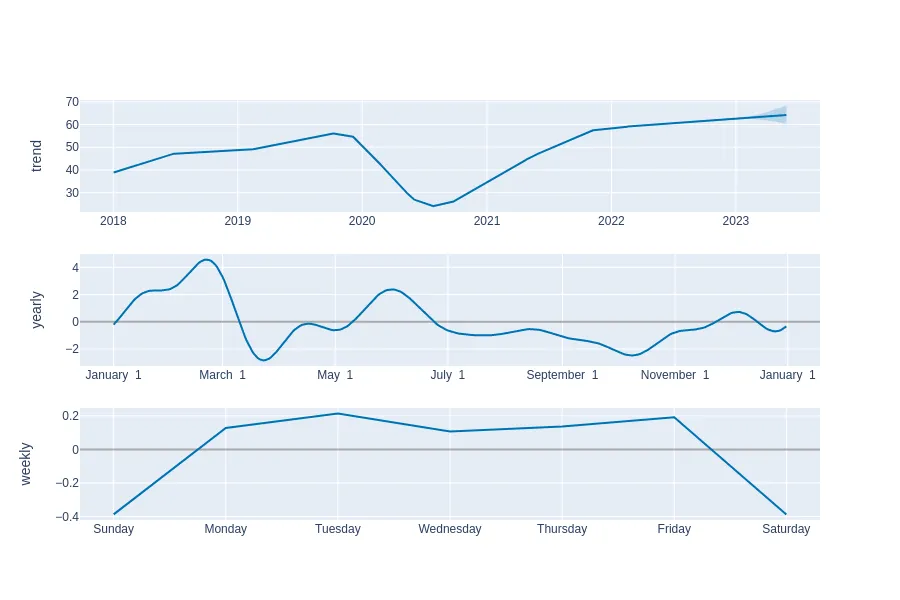 trend
70
60
50
40
30
2018 2019 2020 2021 2022 2023
yearly
4
2
0
−2
January 1 March 1 May 1 July 1 September 1 November 1 January 1
weekly
0.2
0
−0.2
−0.4
Sunday Monday Tuesday Wednesday Thursday Friday Saturday